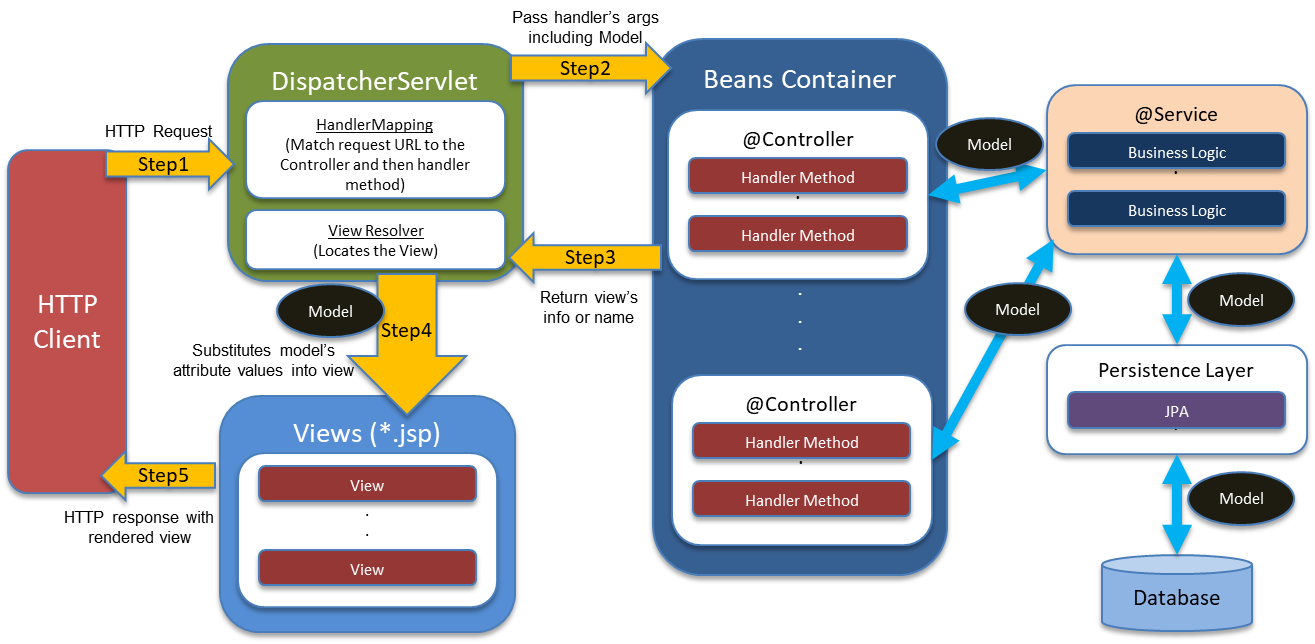 Pass handler's args
including Model
Step2
DispatcherServlet
HandlerMapping
(Match request URL to the
Controller and then handler
method)
View Resolver
(Locates the View)
HTTP Request
Step1
HTTP
Client
Beans Container
@Controller
Handler Method
.
Handler Method
.
.
.
@Controller
Handler Method
.
Handler Method
Model
@Service
Business Logic
.
Business Logic
Model
Model
Persistence Layer
JPA
.
Model
Database
Step3
Return view's
info or name
Model
Step4
Substitutes model's
attribute values into view
Views (*.jsp)
View
.
.
View
Step5
HTTP response with
rendered view